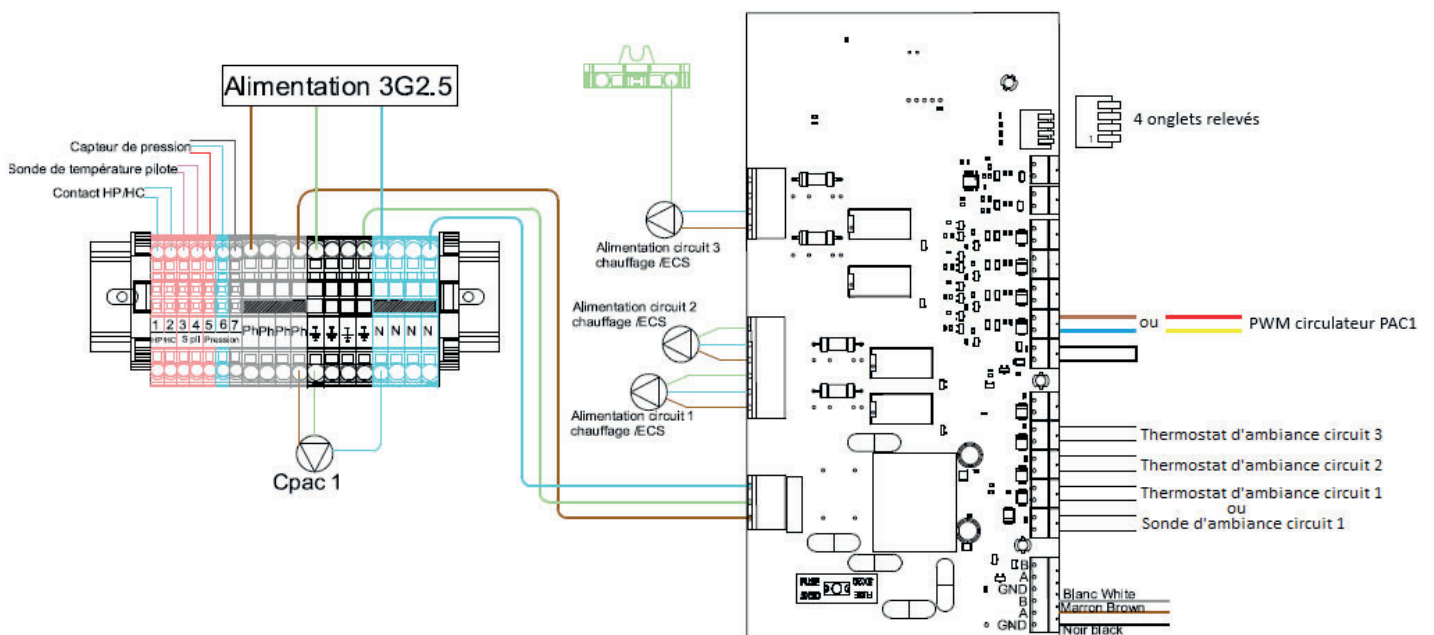 Alimentation 3G2.5
Capteur de pression
Sonde de température pilote
Contact HP/HC
1 2 3 4 5 6 7 Ph Ph Ph Ph N N N N
HP/HC Spll Pression
Cpac 1
Alimentation circuit 3
chauffage /ECS
Alimentation circuit 2
chauffage /ECS
Alimentation circuit 1
chauffage /ECS
1
4 onglets relevés
ou
PWM circulateur PAC1
Thermostat d'ambiance circuit 3
Thermostat d'ambiance circuit 2
Thermostat d'ambiance circuit 1
ou
Sonde d'ambiance circuit 1
B
A
GND
B
A
GND
Blanc White
Marron Brown
Noir black